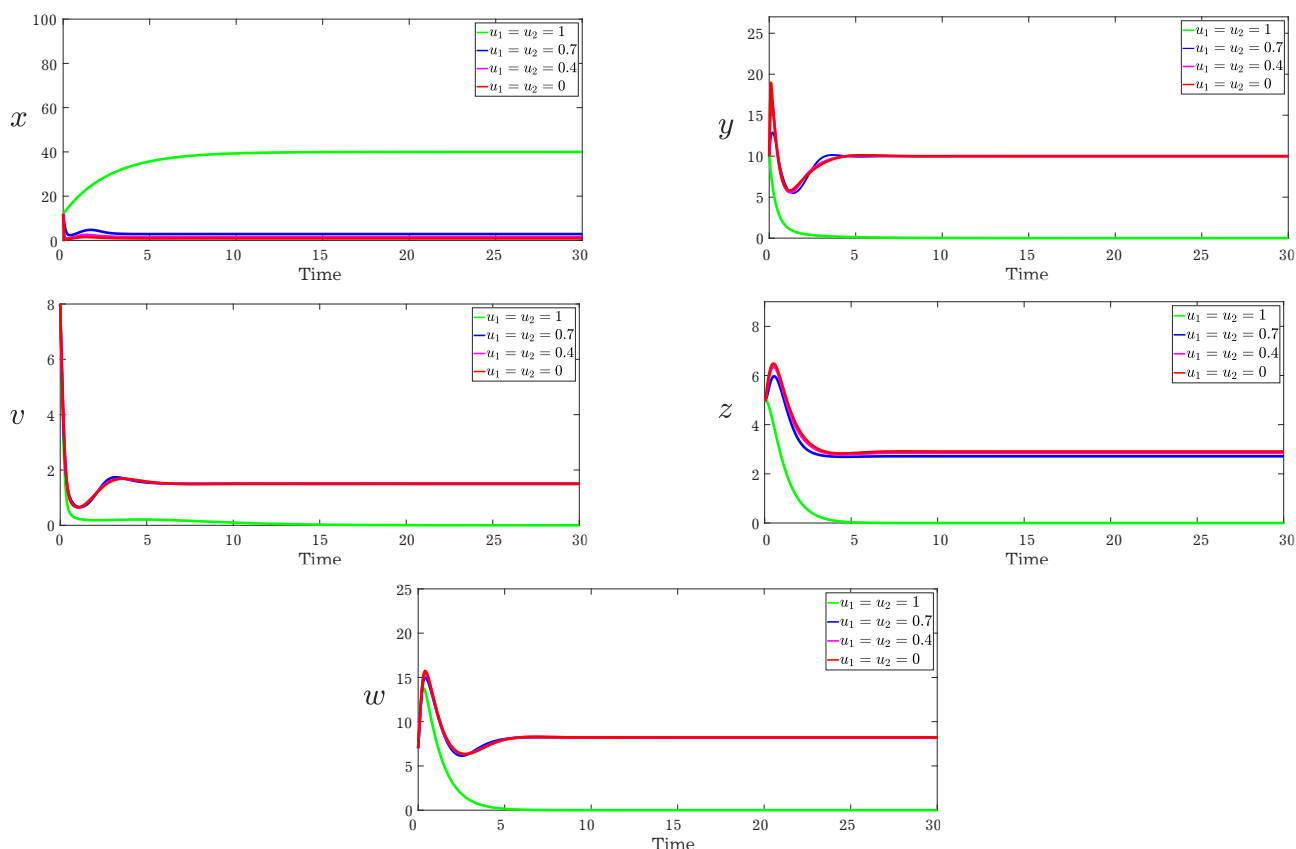 100
80
60
40
20
0
x
0 5 10 15 20 25 30
Time
u₁ = u₂ = 1
u₁ = u₂ = 0.7
u₁ = u₂ = 0.4
u₁ = u₂ = 0
25
20
15
10
5
0
y
0 5 10 15 20 25 30
Time
u₁ = u₂ = 1
u₁ = u₂ = 0.7
u₁ = u₂ = 0.4
u₁ = u₂ = 0
8
6
4
2
0
v
0 5 10 15 20 25 30
Time
u₁ = u₂ = 1
u₁ = u₂ = 0.7
u₁ = u₂ = 0.4
u₁ = u₂ = 0
8
6
4
2
0
z
0 5 10 15 20 25 30
Time
u₁ = u₂ = 1
u₁ = u₂ = 0.7
u₁ = u₂ = 0.4
u₁ = u₂ = 0
25
20
15
10
5
0
w
0 5 10 15 20 25 30
Time
u₁ = u₂ = 1
u₁ = u₂ = 0.7
u₁ = u₂ = 0.4
u₁ = u₂ = 0